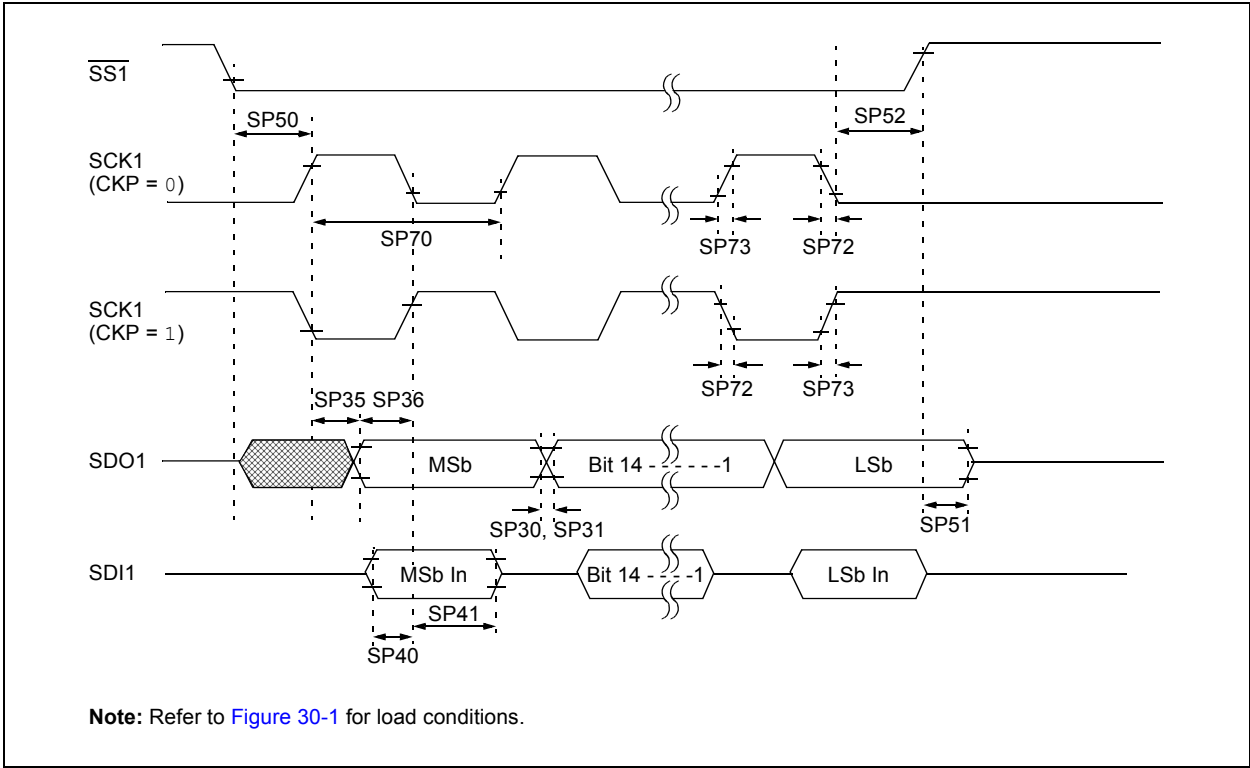 SS1
SP50
SP52
SCK1
(CKP = 0)
SP70
SP73
SP72
SCK1
(CKP = 1)
SP72
SP73
SP35 SP36
SDO1
MSb
Bit 14 - - - - - - -1
LSb
SP30, SP31
SP51
SDI1
MSb In
Bit 14 - - - - -1
LSb In
SP41
SP40
Note: Refer to Figure 30-1 for load conditions.